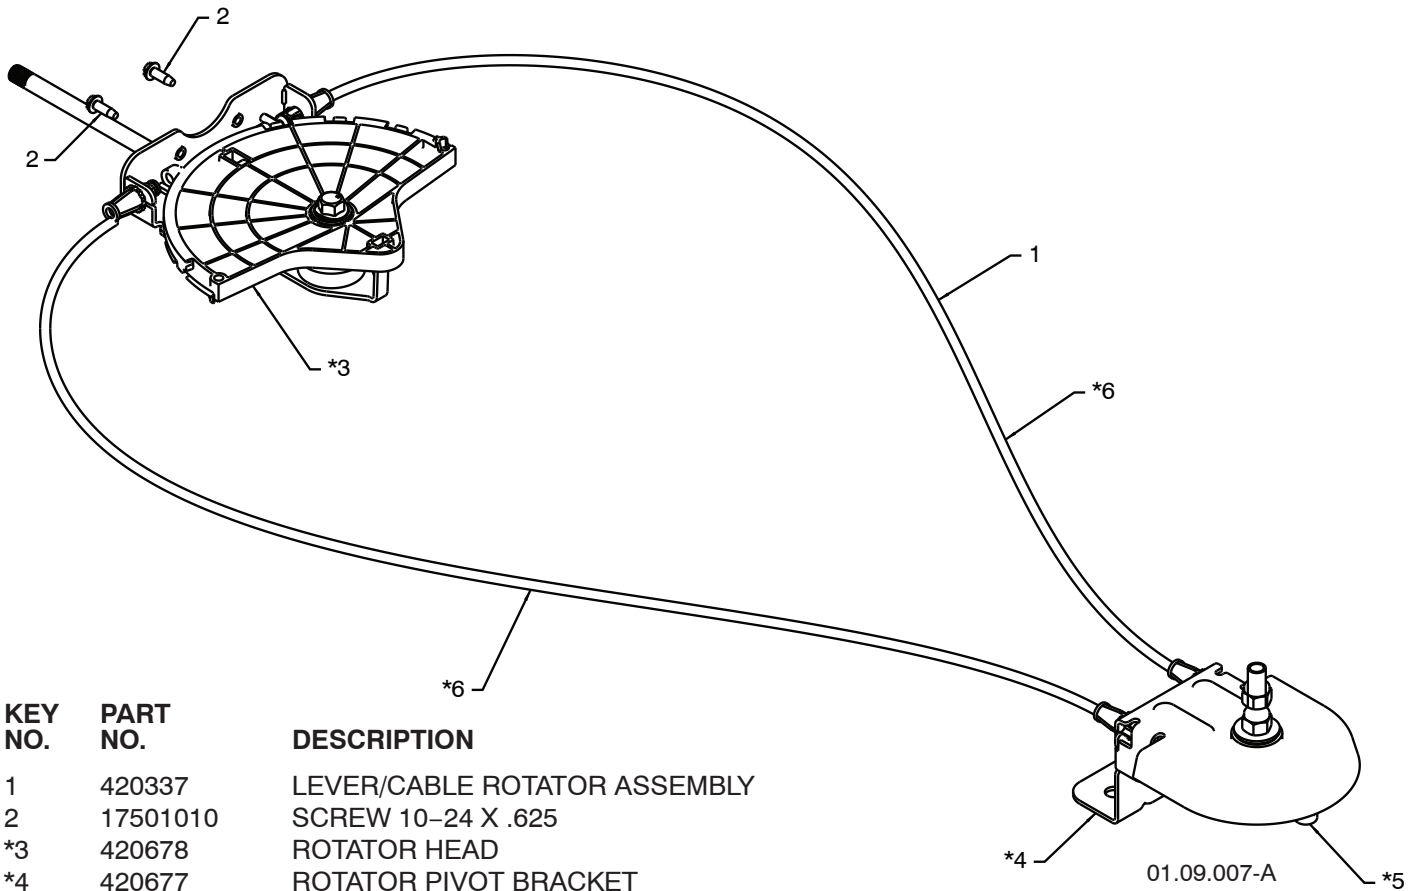 2
2
1
*3
*6
*6
KEY NO. PART NO. DESCRIPTION
1 420337 LEVER/CABLE ROTATOR ASSEMBLY
2 17501010 SCREW 10–24 X .625
*3 420678 ROTATOR HEAD
*4 420677 ROTATOR PIVOT BRACKET
*4
01.09.007-A
*5